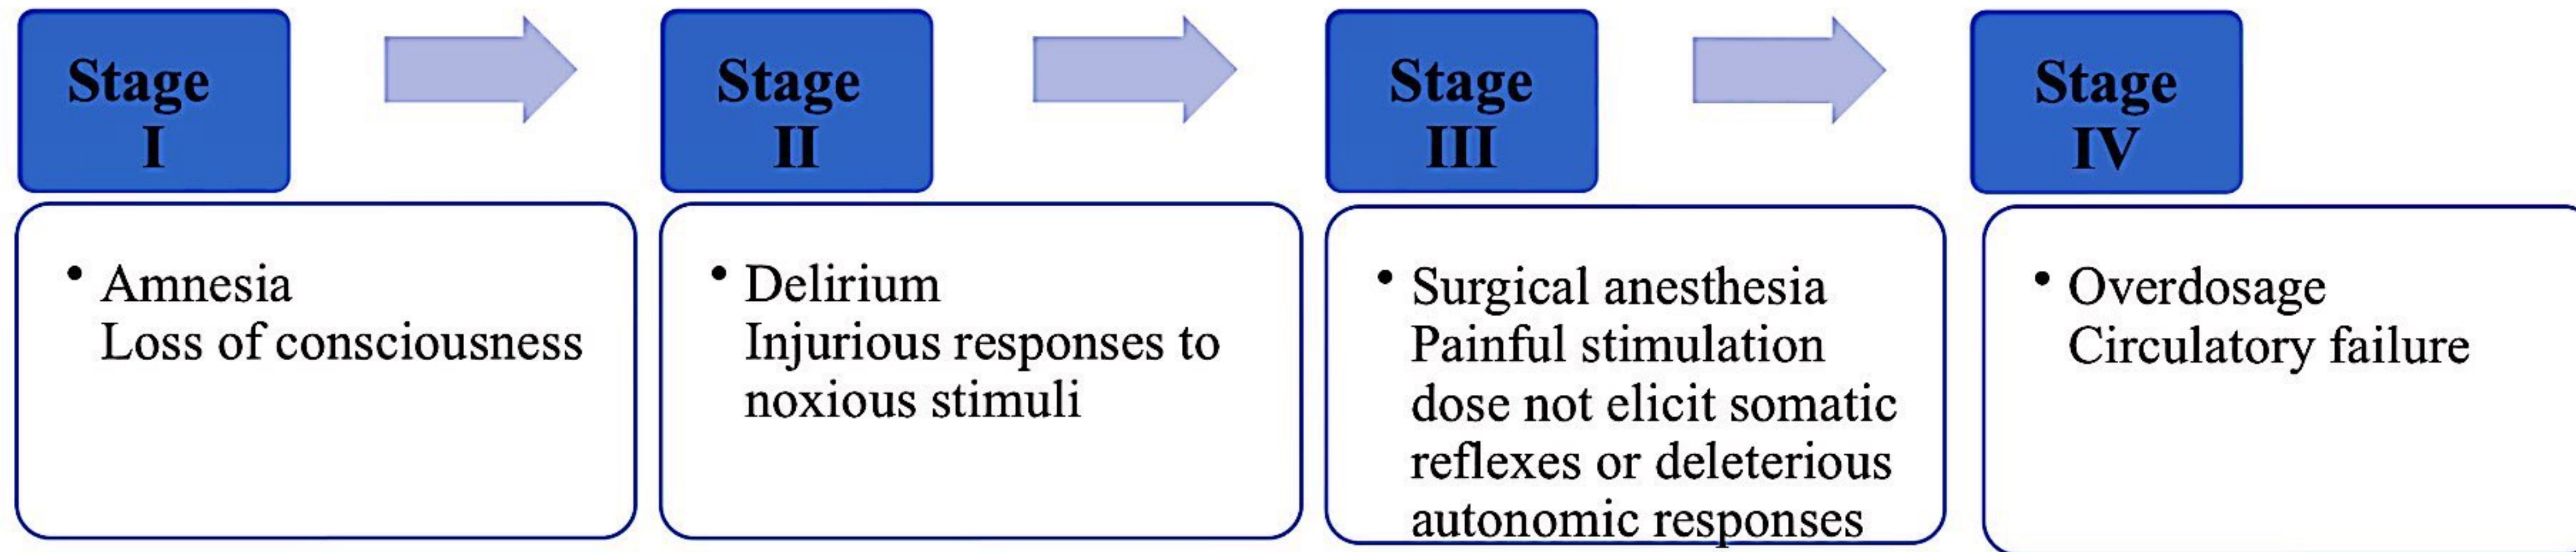 Stage
I
Stage
II
Stage
III
Stage
IV
• Amnesia
Loss of consciousness
• Delirium
Injurious responses to
noxious stimuli
• Surgical anesthesia
Painful stimulation
dose not elicit somatic
reflexes or deleterious
autonomic responses
• Overdosage
Circulatory failure